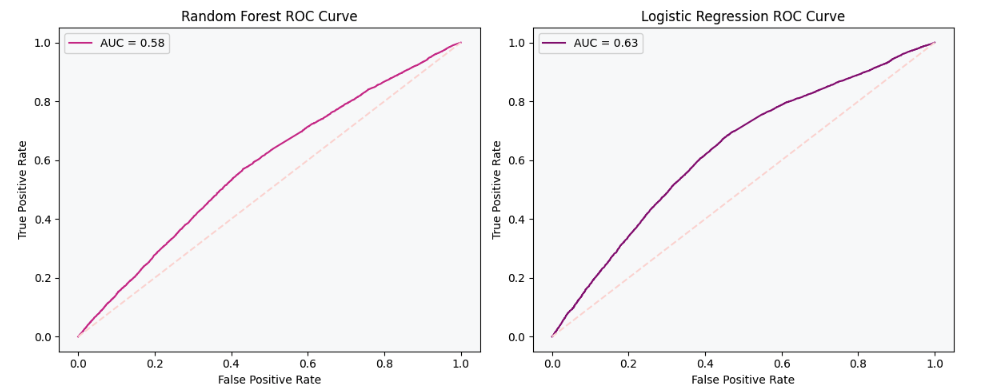 Random Forest ROC Curve
AUC = 0.58
True Positive Rate
1.0
0.8
0.6
0.4
0.2
0.0
0.0 0.2 0.4 0.6 0.8 1.0
False Positive Rate
Logistic Regression ROC Curve
AUC = 0.63
True Positive Rate
1.0
0.8
0.6
0.4
0.2
0.0
0.0 0.2 0.4 0.6 0.8 1.0
False Positive Rate